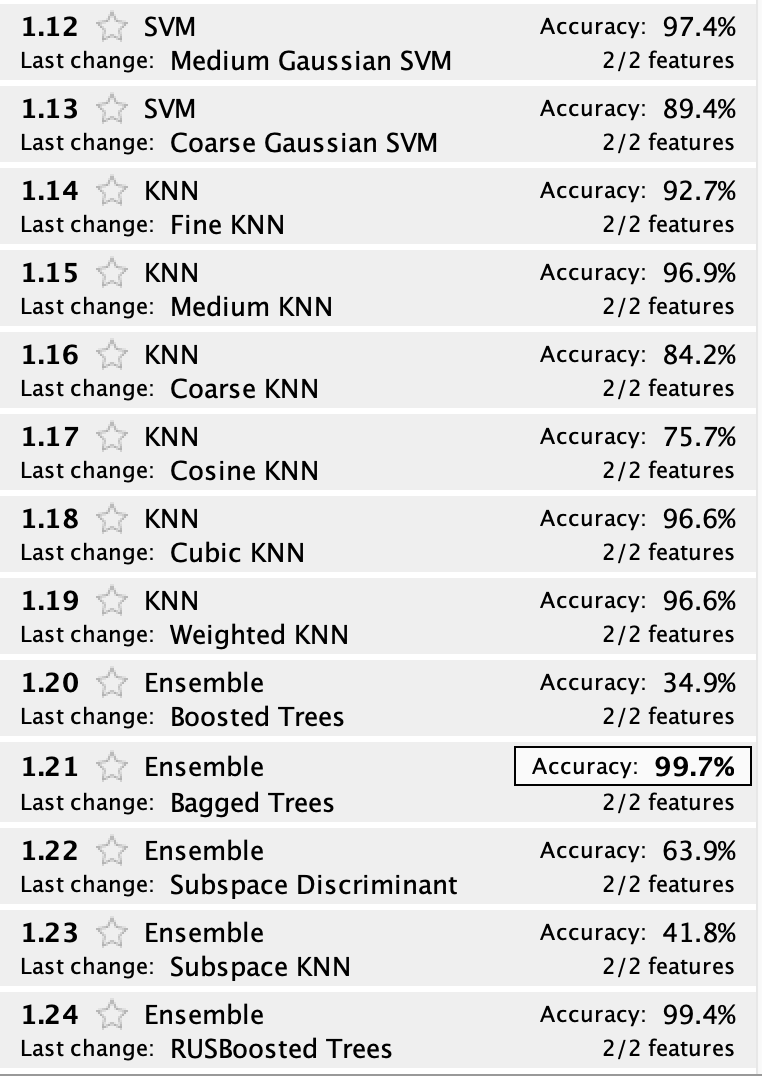 1.12 SVM Accuracy: 97.4%
Last change: Medium Gaussian SVM 2/2 features
1.13 SVM Accuracy: 89.4%
Last change: Coarse Gaussian SVM 2/2 features
1.14 KNN Accuracy: 92.7%
Last change: Fine KNN 2/2 features
1.15 KNN Accuracy: 96.9%
Last change: Medium KNN 2/2 features
1.16 KNN Accuracy: 84.2%
Last change: Coarse KNN 2/2 features
1.17 KNN Accuracy: 75.7%
Last change: Cosine KNN 2/2 features
1.18 KNN Accuracy: 96.6%
Last change: Cubic KNN 2/2 features
1.19 KNN Accuracy: 96.6%
Last change: Weighted KNN 2/2 features
1.20 Ensemble Accuracy: 34.9%
Last change: Boosted Trees 2/2 features
1.21 Ensemble Accuracy: 99.7%
Last change: Bagged Trees 2/2 features
1.22 Ensemble Accuracy: 63.9%
Last change: Subspace Discriminant 2/2 features
1.23 Ensemble Accuracy: 41.8%
Last change: Subspace KNN 2/2 features
1.24 Ensemble Accuracy: 99.4%
Last change: RUSBoosted Trees 2/2 features